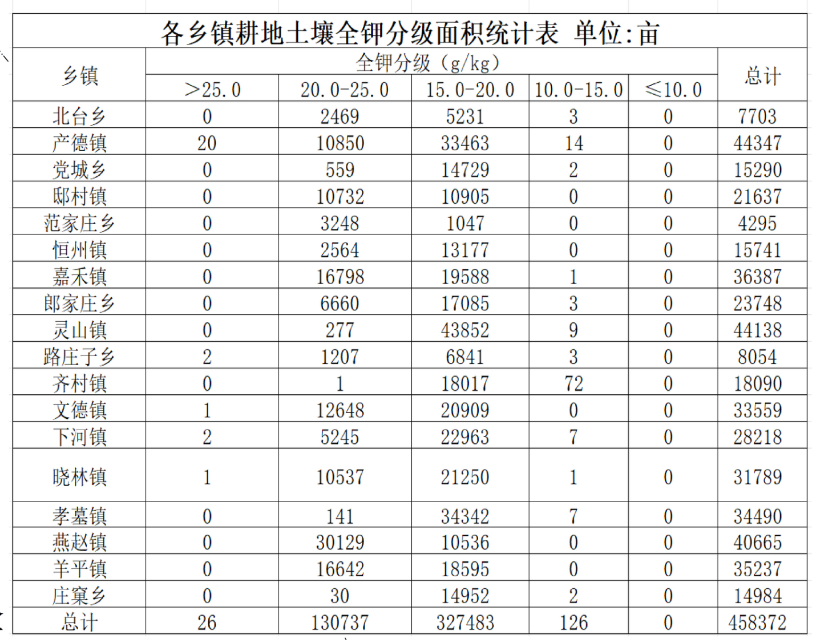 各乡镇耕地土壤全钾分级面积统计表 单位:亩
乡镇 全钾分级（g/kg） 总计
>25.0 20.0-25.0 15.0-20.0 10.0-15.0 ≤10.0
北台乡 0 2469 5231 3 0 7703
产德镇 20 10850 33463 14 0 44347
党城乡 0 559 14729 2 0 15290
邸村镇 0 10732 10905 0 0 21637
范家庄乡 0 3248 1047 0 0 4295
恒州镇 0 2564 13177 0 0 15741
嘉禾镇 0 16798 19588 1 0 36387
郎家庄乡 0 6660 17085 3 0 23748
灵山镇 0 277 43852 9 0 44138
路庄子乡 2 1207 6841 3 0 8054
齐村镇 0 1 18017 72 0 18090
文德镇 1 12648 20909 0 0 33559
下河镇 2 5245 22963 7 0 28218
晓林镇 1 10537 21250 1 0 31789
孝墓镇 0 141 34342 7 0 34490
燕赵镇 0 30129 10536 0 0 40665
羊平镇 0 16642 18595 0 0 35237
庄窠乡 0 30 14952 2 0 14984
总计 26 130737 327483 126 0 458372